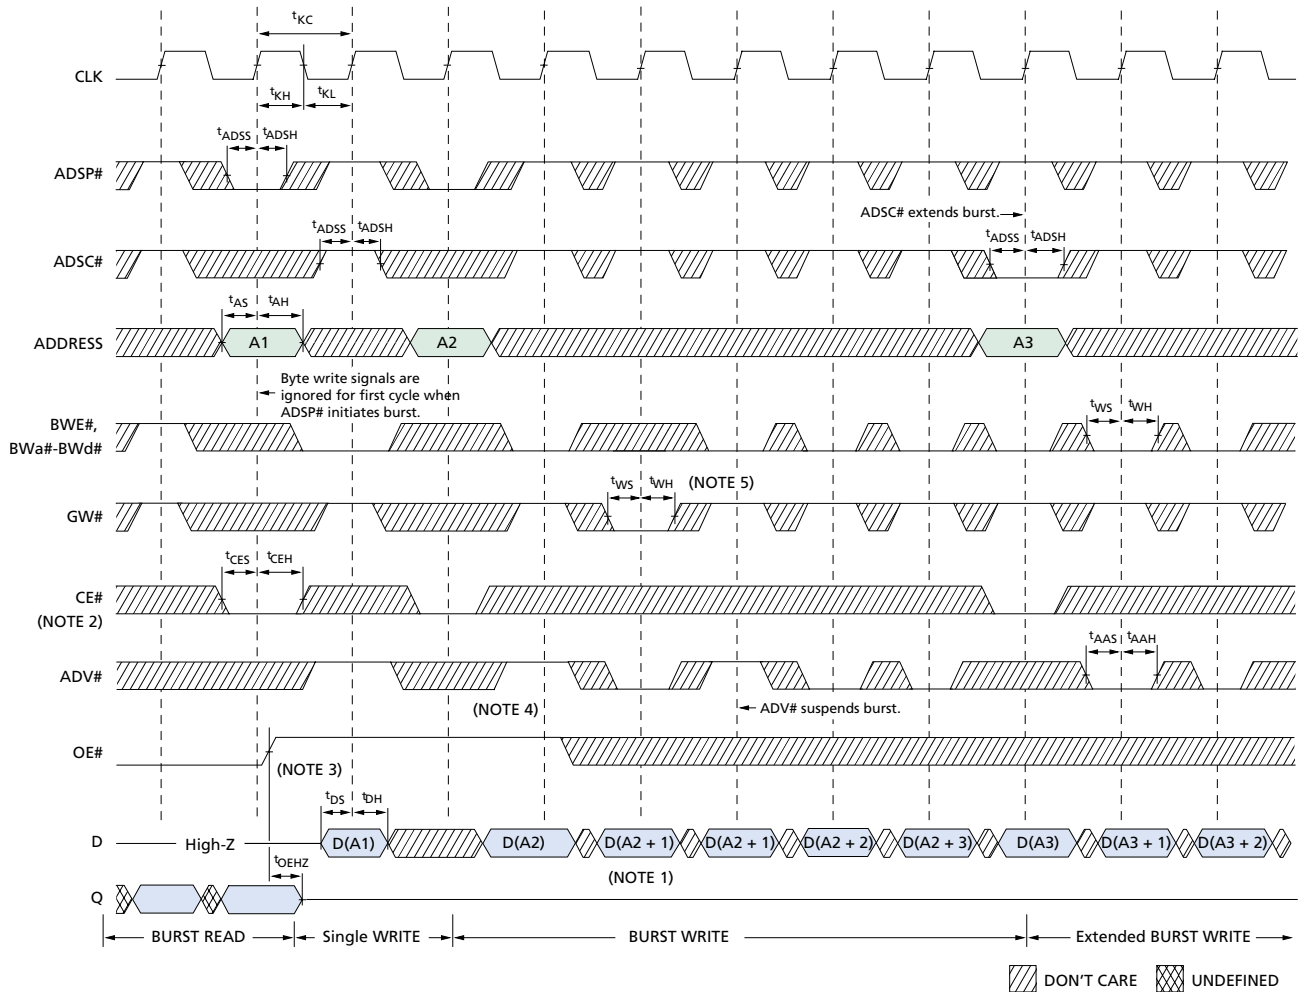 tKC
CLK
tKH
tKL
tADSS
tADSH
ADSP#
ADSC# extends burst.
tADSS
tADSH
tADSS
tADSH
ADSC#
tAS
tAH
ADDRESS
A1
A2
A3
Byte write signals are
ignored for first cycle when
ADSP# initiates burst.
BWE#,
BWa#-BWd#
tWS
tWH
tWS
tWH
(NOTE 5)
GW#
tCES
tCEH
CE#
(NOTE 2)
tAAS
tAAH
ADV#
(NOTE 4)
ADV# suspends burst.
OE#
(NOTE 3)
tDS
tDH
D
High-Z
D(A1)
D(A2)
D(A2 + 1)
D(A2 + 1)
D(A2 + 2)
D(A2 + 3)
D(A3)
D(A3 + 1)
D(A3 + 2)
tOEHZ
(NOTE 1)
Q
BURST READ
Single WRITE
BURST WRITE
Extended BURST WRITE
DON'T CARE
UNDEFINED